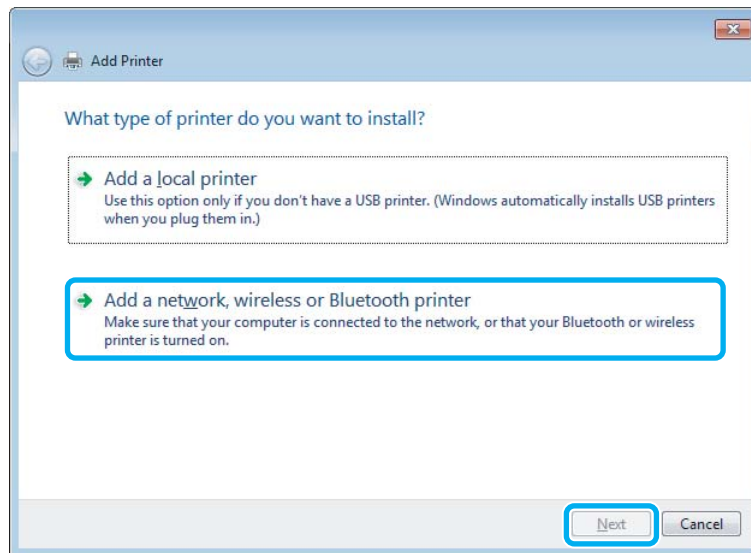 Add Printer
What type of printer do you want to install?
Add a local printer
Use this option only if you don't have a USB printer. (Windows automatically installs USB printers
when you plug them in.)
Add a network, wireless or Bluetooth printer
Make sure that your computer is connected to the network, or that your Bluetooth or wireless
printer is turned on.
Next
Cancel